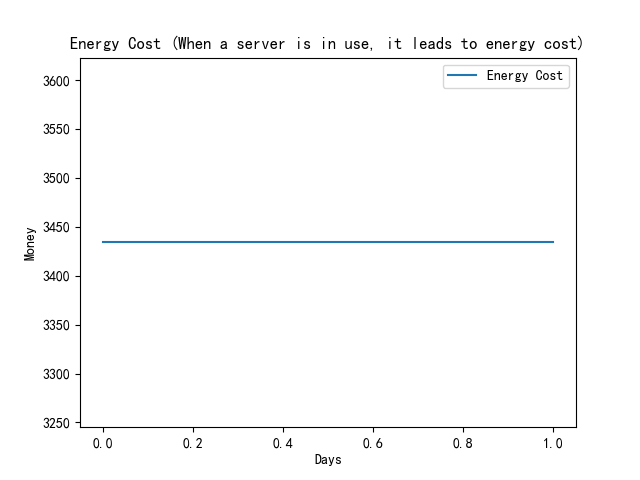 Energy Cost (When a server is in use, it leads to energy cost)
Energy Cost
3600
3550
3500
3450
3400
3350
3300
3250
Money
0.0 0.2 0.4 0.6 0.8 1.0
Days